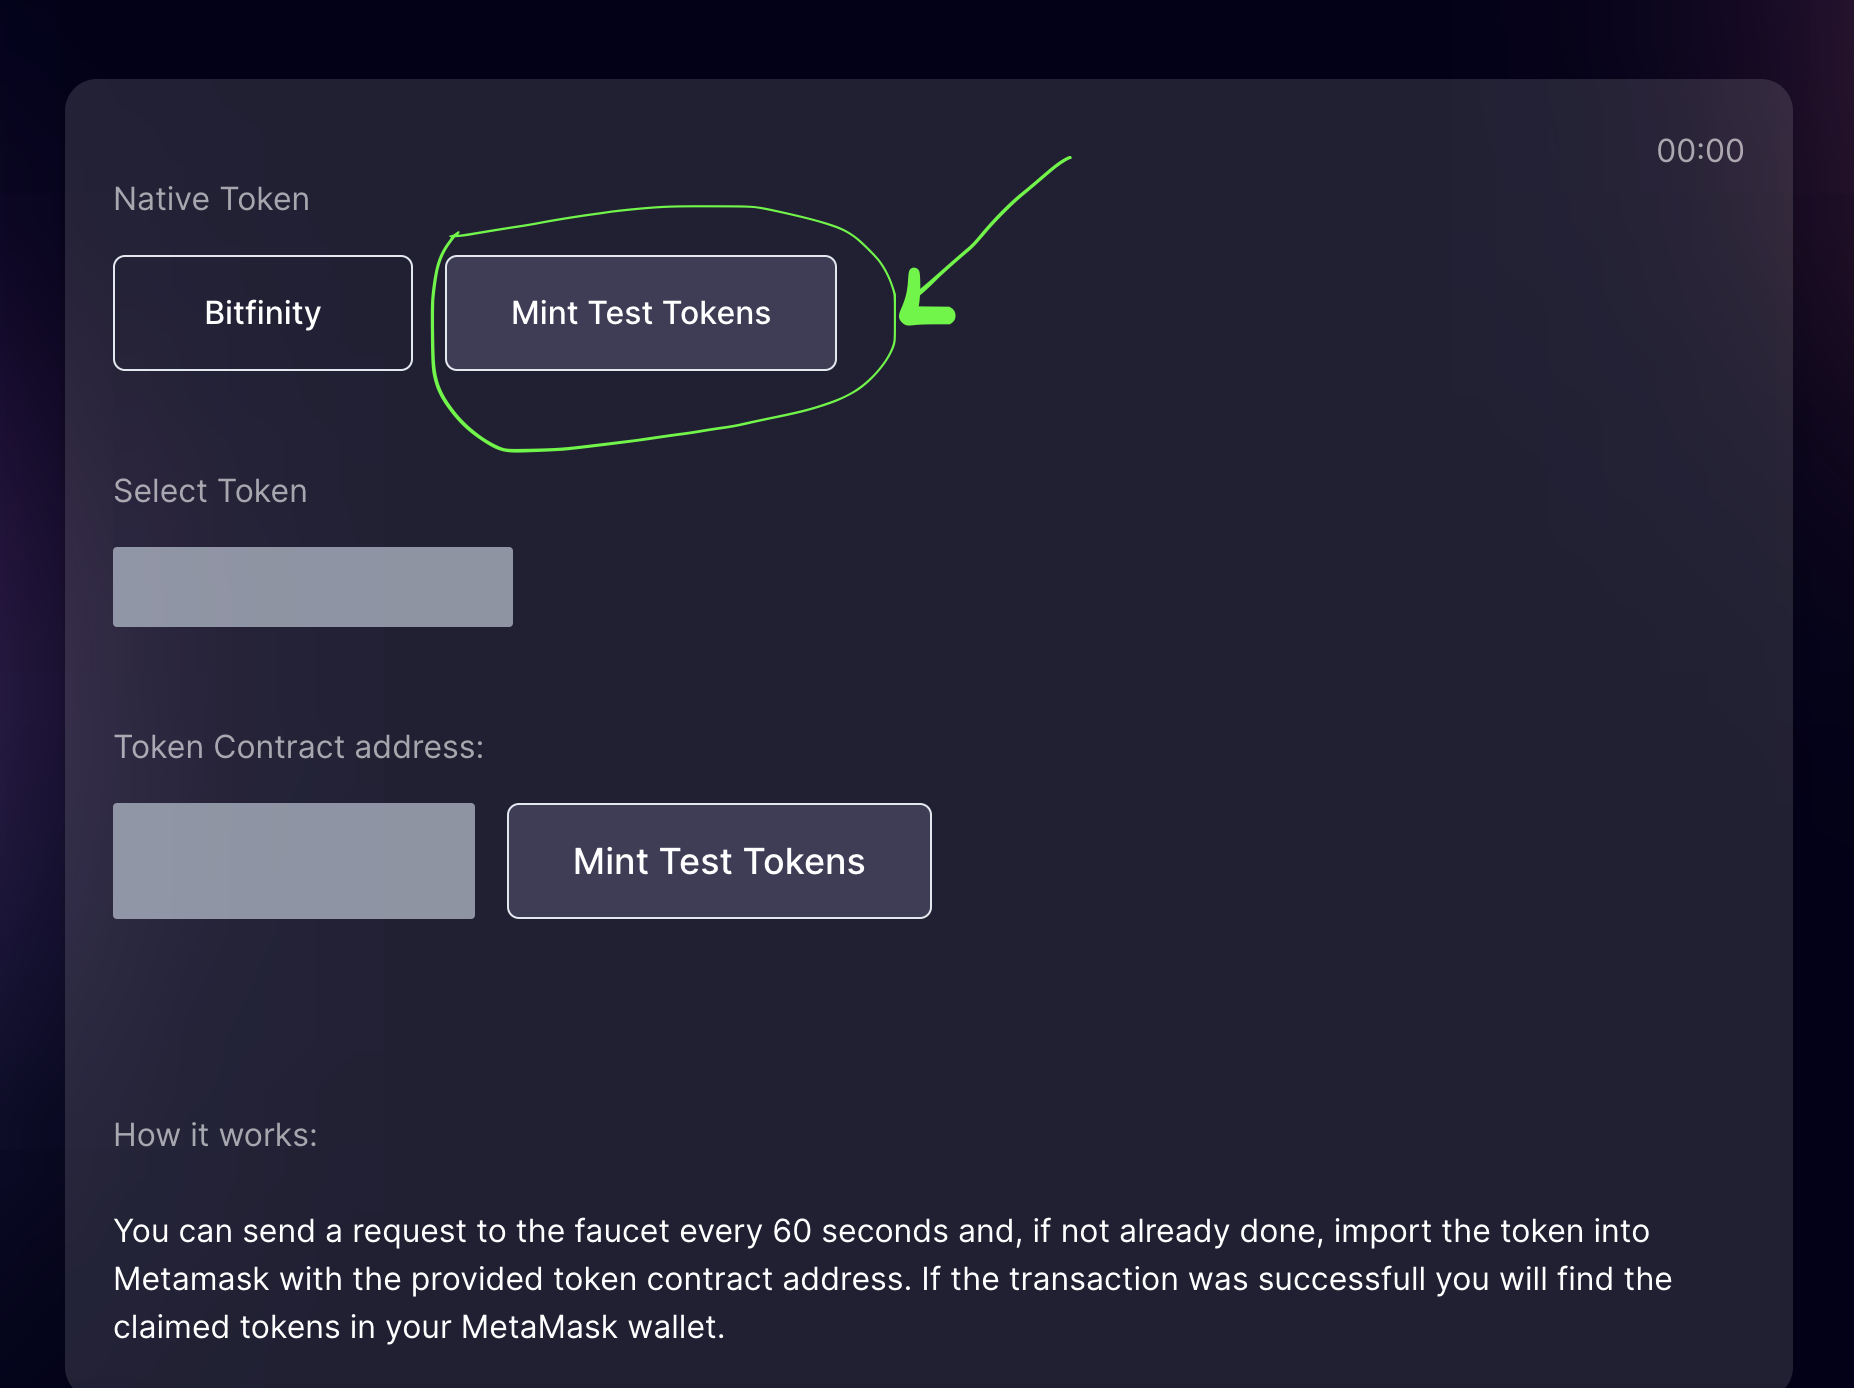 00:00
Native Token
Bitfinity
Mint Test Tokens
Select Token
Token Contract address:
Mint Test Tokens
How it works:
You can send a request to the faucet every 60 seconds and, if not already done, import the token into
Metamask with the provided token contract address. If the transaction was successfull you will find the
claimed tokens in your MetaMask wallet.